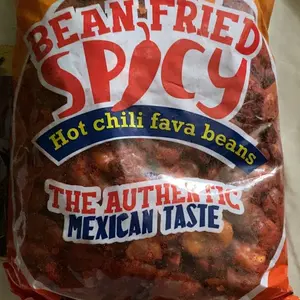 BEAN FRIED
SPICY
Hot chili fava beans
THE AUTHENTIC
MEXICAN TASTE